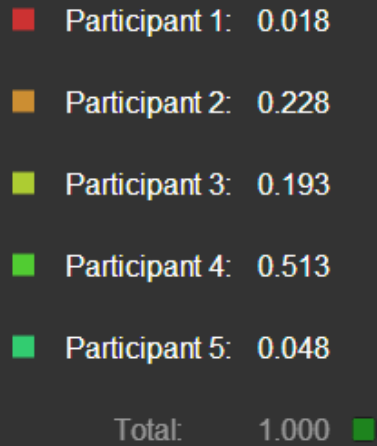 Participant 1: 0.018
Participant 2: 0.228
Participant 3: 0.193
Participant 4: 0.513
Participant 5: 0.048
Total: 1.000